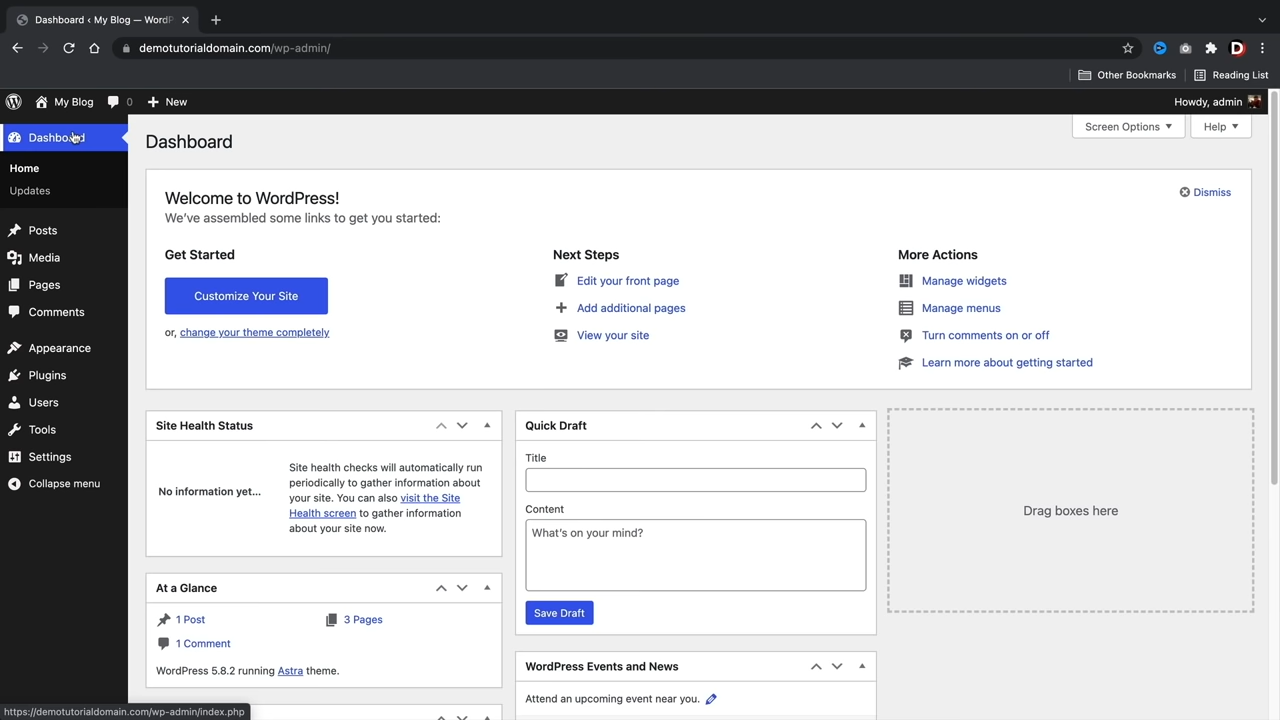 Dashboard ‹ My Blog — WordP
demotutorialdomain.com/wp-admin/
Other Bookmarks
Reading List
My Blog
0
New
Howdy, admin
Dashboard
Home
Updates
Posts
Media
Pages
Comments
Appearance
Plugins
Users
Tools
Settings
Collapse menu
Dashboard
Screen Options
Help
Welcome to WordPress!
We've assembled some links to get you started:
Dismiss
Get Started
Customize Your Site
or, change your theme completely
Next Steps
Edit your front page
Add additional pages
View your site
More Actions
Manage widgets
Manage menus
Turn comments on or off
Learn more about getting started
Site Health Status
No information yet...
Site health checks will automatically run
periodically to gather information about
your site. You can also visit the Site
Health screen to gather information
about your site now.
At a Glance
1 Post
3 Pages
1 Comment
WordPress 5.8.2 running Astra theme.
Quick Draft
Title
Content
What's on your mind?
Save Draft
WordPress Events and News
Attend an upcoming event near you.
Drag boxes here
https://demotutorialdomain.com/wp-admin/index.php